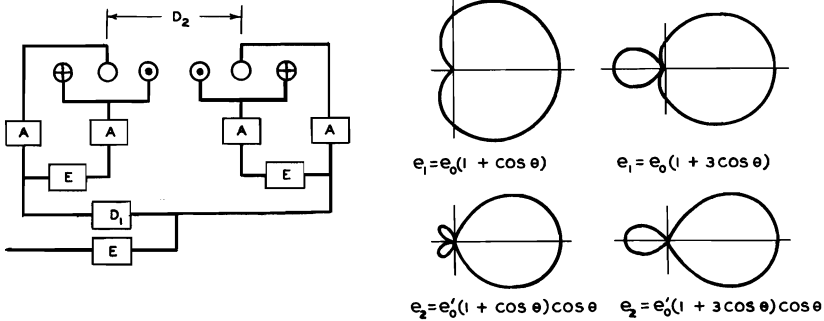 D₂
A
A
A
A
E
E
D₁
E
e₁=e₀(1 + cos θ)
e₁=e₀(1 + 3cos θ)
e₂=e₀′(1 + cos θ) cos θ
e₂=e₀′(1 + 3cos θ) cos θ